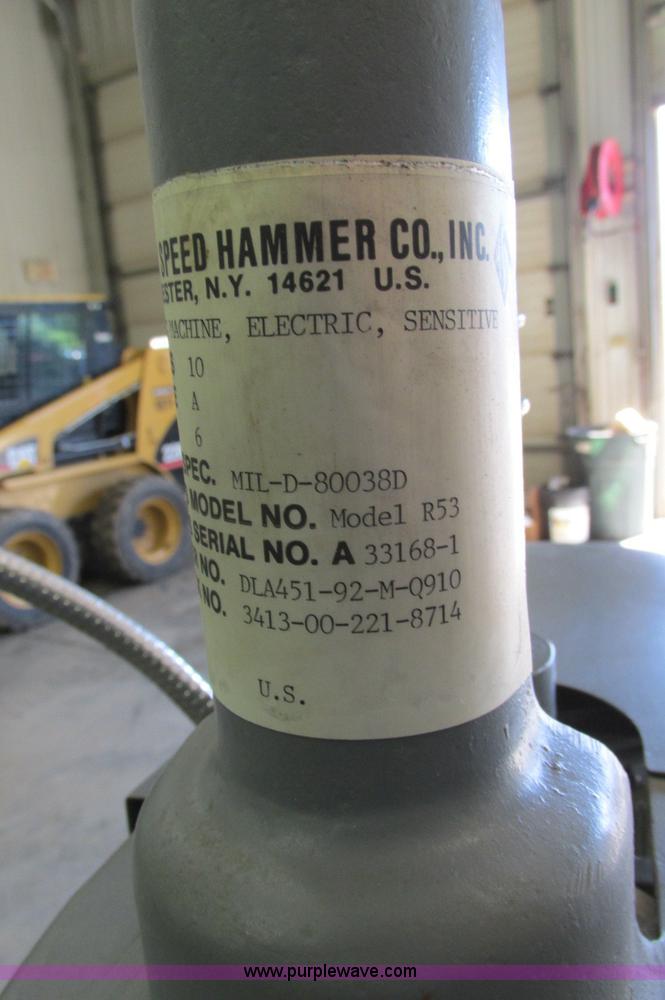 SPEED HAMMER CO., INC.
ESTER, N.Y. 14621 U.S.
MACHINE, ELECTRIC, SENSITIVE
10
A
6
PEC. MIL-D-80038D
MODEL NO. Model R53
SERIAL NO. A 33168-1
NO. DLA451-92-M-Q910
NO. 3413-00-221-8714
U.S.
www.purplewave.com